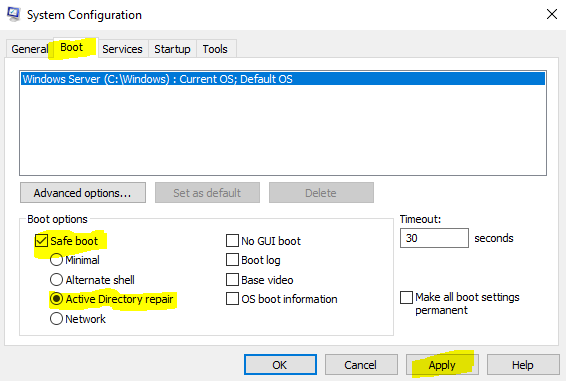 System Configuration
General Boot Services Startup Tools
Windows Server (C:\Windows) : Current OS; Default OS
Advanced options... Set as default Delete
Boot options Timeout:
Safe boot No GUI boot 30 seconds
Minimal Boot log
Alternate shell Base video
Active Directory repair OS boot information Make all boot settings
permanent
Network
OK Cancel Apply Help